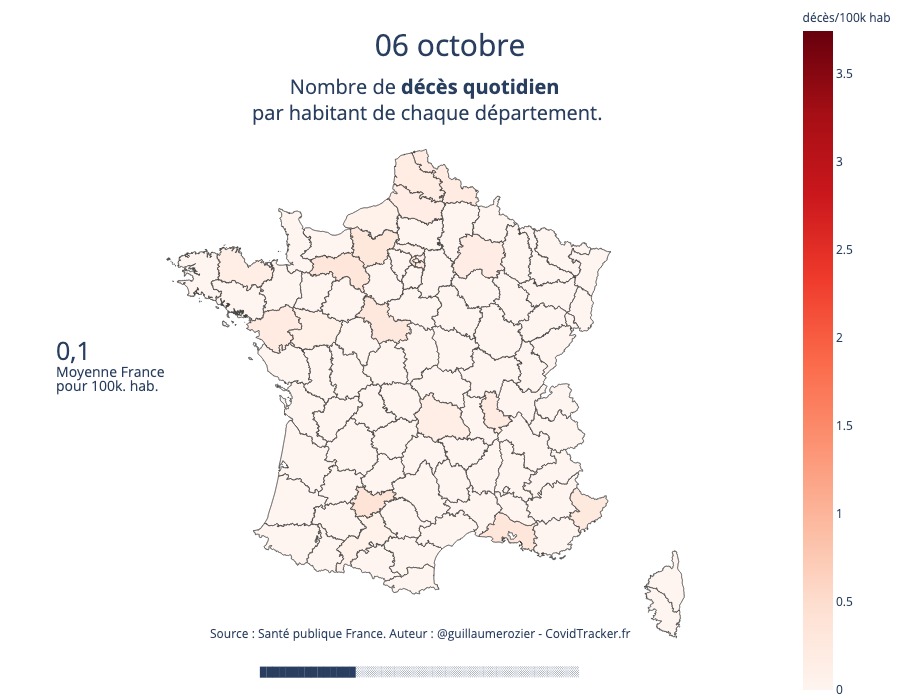 06 octobre
Nombre de décès quotidien
par habitant de chaque département.
décès/100k hab
3.5
3
2.5
2
1.5
1
0.5
0
0,1
Moyenne France
pour 100k. hab.
Source : Santé publique France. Auteur : @guillaumerozier - CovidTracker.fr